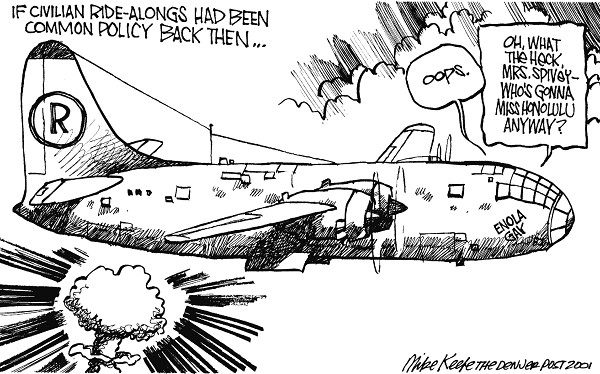 IF CIVILIAN RIDE-ALONGS HAD BEEN
COMMON POLICY BACK THEN...
OOPS.
OH, WHAT
THE HECK,
MRS. SPIVEY—
WHO'S GONNA
MISS HONOLULU
ANYWAY?
R
ENOLA
GAY
Mike Keefe THE DENVER POST 2001